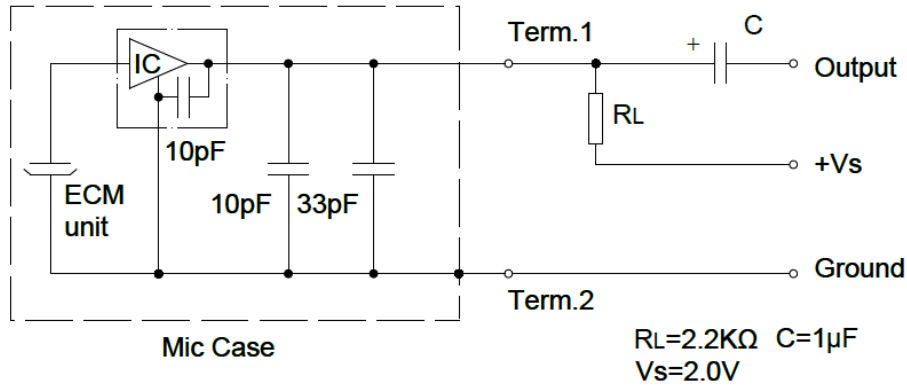 IC
10pF
ECM
unit
10pF
33pF
Mic Case
Term.1
+
C
Output
RL
+Vs
Ground
Term.2
RL=2.2KΩ C=1µF
Vs=2.0V